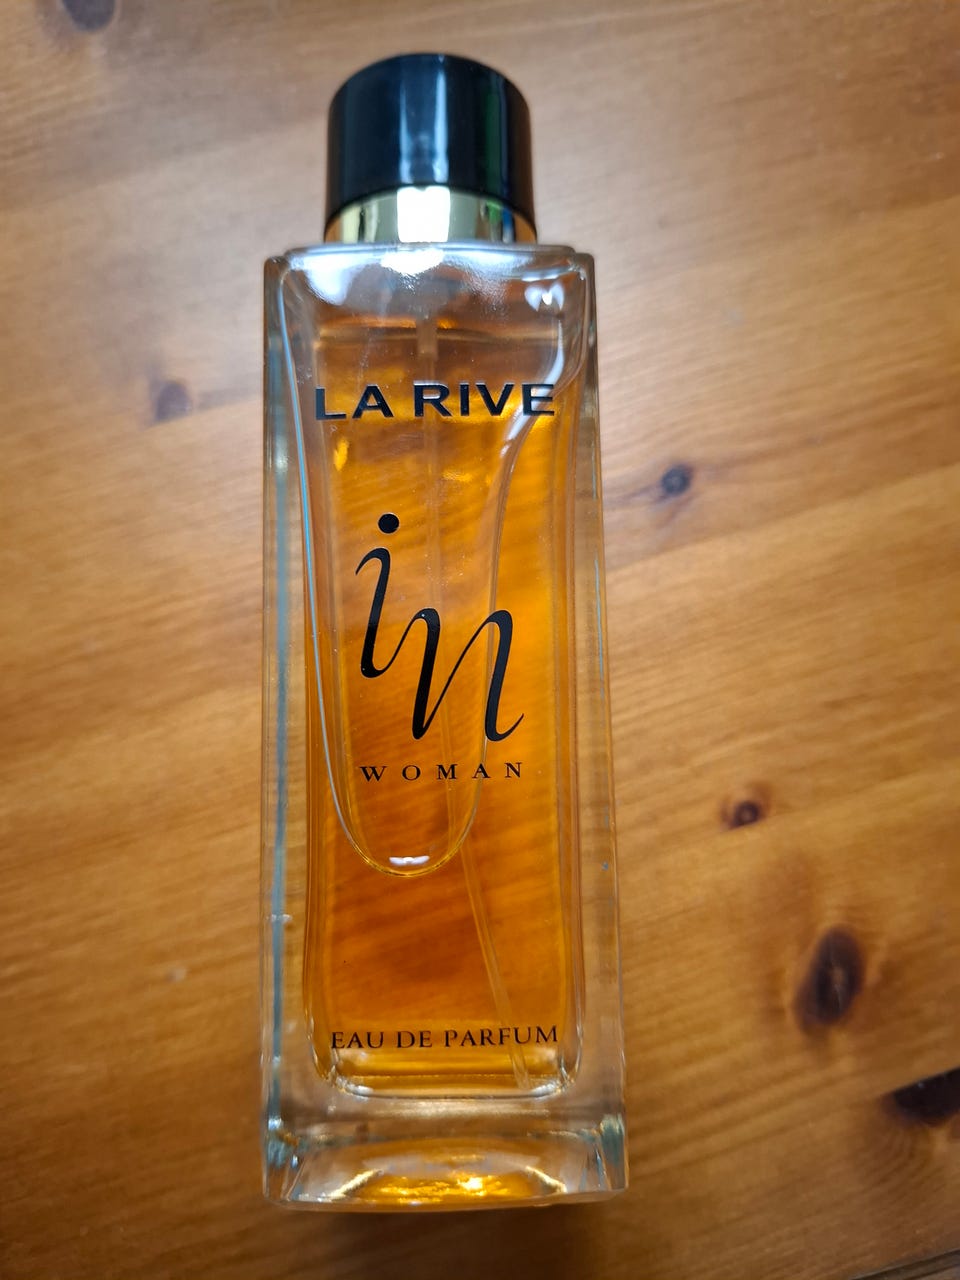 LA RIVE
in
WOMAN
EAU DE PARFUM